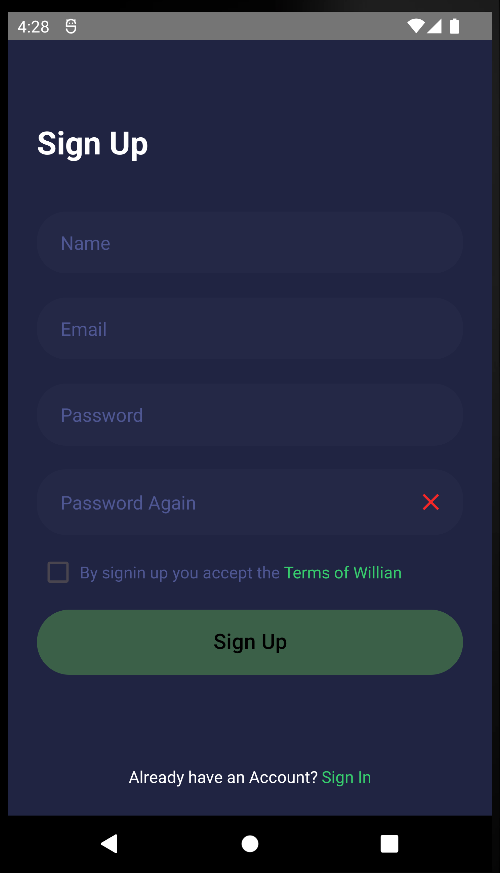 4:28
Sign Up
Name
Email
Password
Password Again
By signin up you accept the Terms of Willian
Sign Up
Already have an Account? Sign In